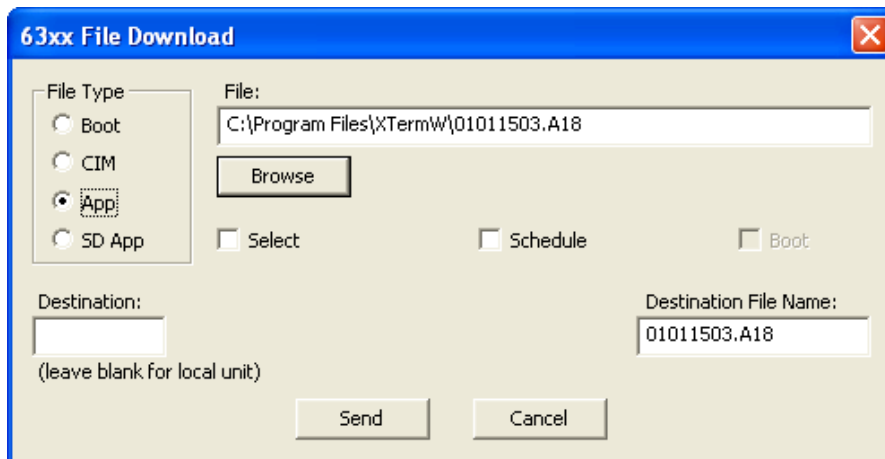 63xx File Download
File Type
Boot
CIM
App
SD App
File:
C:\Program Files\XTermW\01011503.A18
Browse
Select
Schedule
Boot
Destination:
(leave blank for local unit)
Destination File Name:
01011503.A18
Send
Cancel